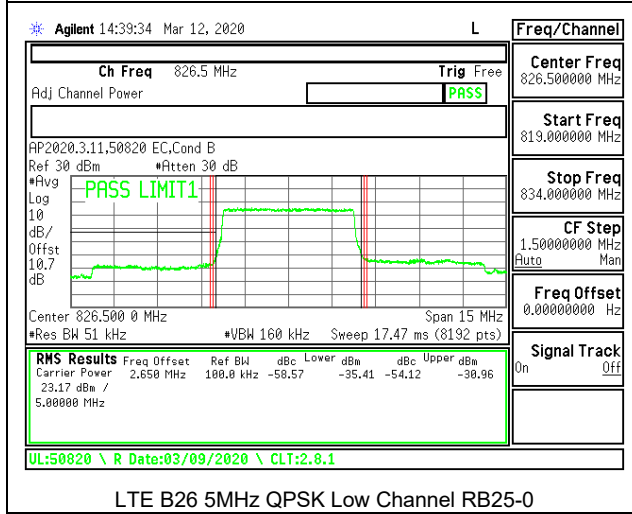 Agilent 14:39:34 Mar 12, 2020 L
Freq/Channel
Ch Freq 826.5 MHz Trig Free
Adj Channel Power PASS
Center Freq
826.500000 MHz
Start Freq
819.000000 MHz
AP2020.3.11,50820 EC,Cond B
Ref 30 dBm #Atten 30 dB
Stop Freq
834.000000 MHz
#Avg
Log
10
dB/
Offst
10.7
dB
PASS LIMIT1
CF Step
1.50000000 MHz
Auto Man
Center 826.500 0 MHz Span 15 MHz
#Res BW 51 kHz #VBW 160 kHz Sweep 17.47 ms (8192 pts)
Freq Offset
0.00000000 Hz
RMS Results Freq Offset Ref BW dBc Lower dBm dBc Upper dBm
Carrier Power 2.650 MHz 100.0 kHz -58.57 -35.41 -54.12 -30.96
23.17 dBm /
5.00000 MHz
Signal Track
On Off
UL:50820 \ R Date:03/09/2020 \ CLT:2.8.1
LTE B26 5MHz QPSK Low Channel RB25-0